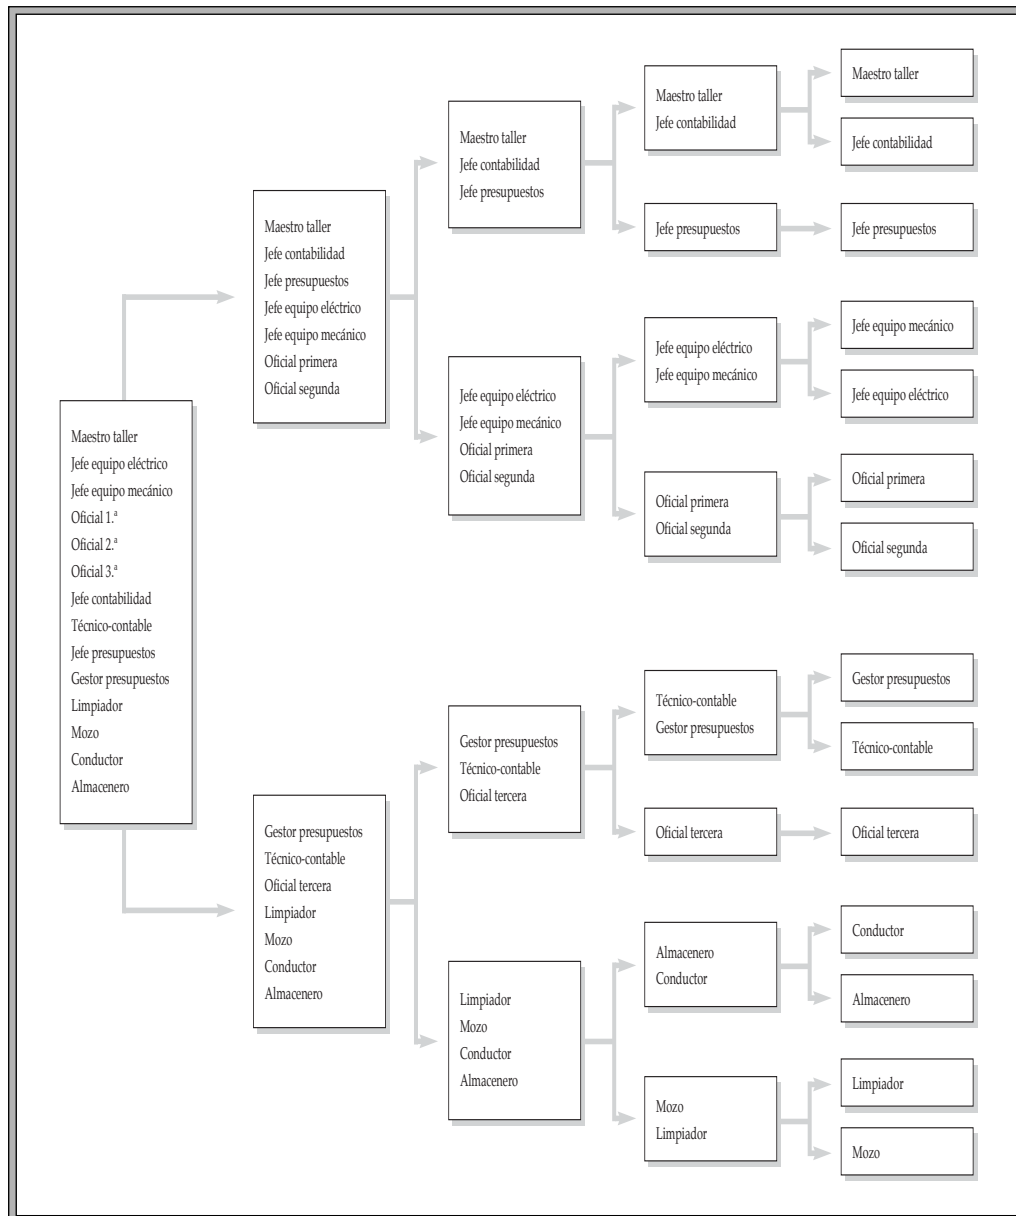 Maestro taller
Jefe equipo eléctrico
Jefe equipo mecánico
Oficial 1.ª
Oficial 2.ª
Oficial 3.ª
Jefe contabilidad
Técnico-contable
Jefe presupuestos
Gestor presupuestos
Limpiador
Mozo
Conductor
Almacenero
Maestro taller
Jefe contabilidad
Jefe presupuestos
Jefe equipo eléctrico
Jefe equipo mecánico
Oficial primera
Oficial segunda
Gestor presupuestos
Técnico-contable
Oficial tercera
Limpiador
Mozo
Conductor
Almacenero
Maestro taller
Jefe contabilidad
Jefe presupuestos
Jefe equipo eléctrico
Jefe equipo mecánico
Oficial primera
Oficial segunda
Gestor presupuestos
Técnico-contable
Oficial tercera
Limpiador
Mozo
Conductor
Almacenero
Maestro taller
Jefe contabilidad
Jefe presupuestos
Jefe equipo eléctrico
Jefe equipo mecánico
Oficial primera
Oficial segunda
Técnico-contable
Gestor presupuestos
Oficial tercera
Almacenero
Conductor
Mozo
Limpiador
Maestro taller
Jefe contabilidad
Jefe presupuestos
Jefe equipo mecánico
Jefe equipo eléctrico
Oficial primera
Oficial segunda
Gestor presupuestos
Técnico-contable
Oficial tercera
Conductor
Almacenero
Limpiador
Mozo